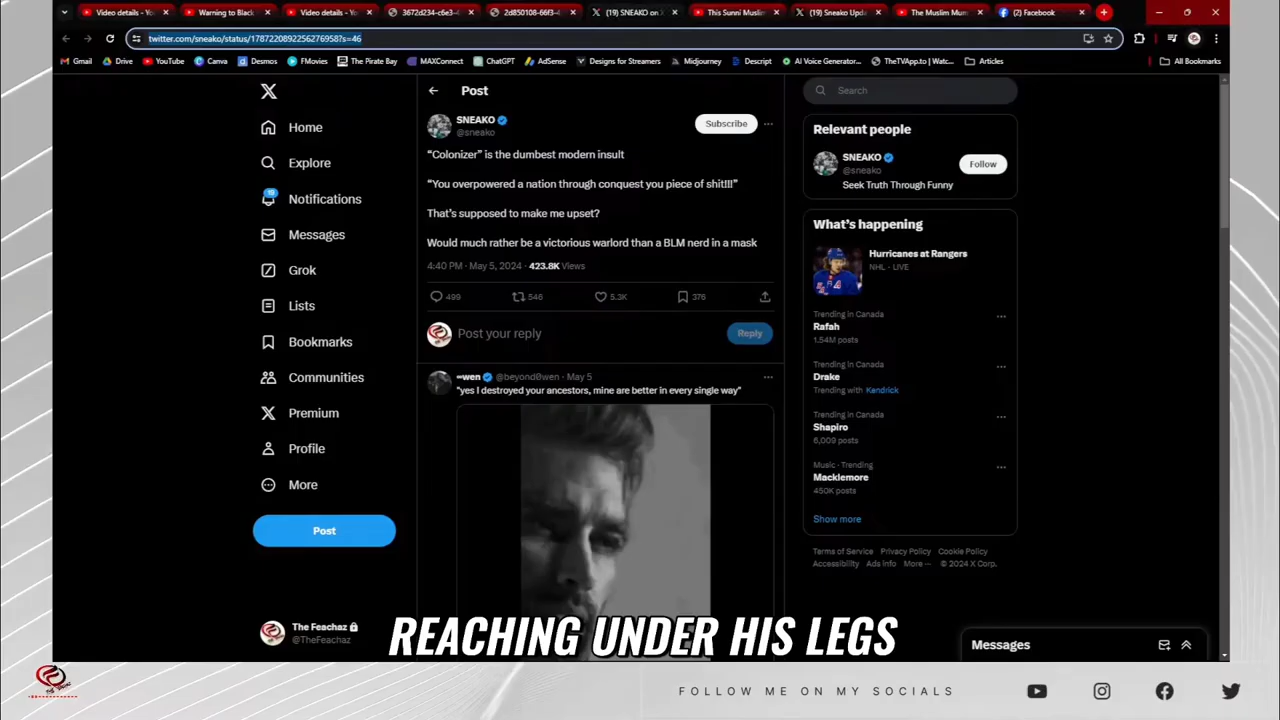 Video details - Yo
Warning to Black
Video details - Yo
3672d234-c6e3-4
2d850108-66f3-4
(19) SNEAKO on
This Sunni Muslim
(19) Sneako Upda
The Muslim Mum
(2) Facebook
twitter.com/sneako/status/1787220892256276958?s=46
Gmail
Drive
YouTube
Canva
Desmos
FMovies
The Pirate Bay
MAXConnect
ChatGPT
AdSense
Designs for Streamers
Midjourney
Descript
AI Voice Generator...
TheTVApp.to | Watc...
Articles
All Bookmarks
Home
Explore
19
Notifications
Messages
Grok
Lists
Bookmarks
Communities
Premium
Profile
More
Post
The Feachaz
@TheFeachaz
Post
SNEAKO
@sneako
Subscribe
“Colonizer” is the dumbest modern insult
“You overpowered a nation through conquest you piece of shit!!!”
That’s supposed to make me upset?
Would much rather be a victorious warlord than a BLM nerd in a mask
4:40 PM · May 5, 2024 · 423.8K Views
499
546
5.3K
376
Post your reply
Reply
∞wen @beyond0wen · May 5
"yes I destroyed your ancestors, mine are better in every single way"
Search
Relevant people
SNEAKO
@sneako
Follow
Seek Truth Through Funny
What’s happening
Hurricanes at Rangers
NHL · LIVE
Trending in Canada
Rafah
1.54M posts
Trending in Canada
Drake
Trending with Kendrick
Trending in Canada
Shapiro
6,009 posts
Music · Trending
Macklemore
450K posts
Show more
Terms of Service Privacy Policy Cookie Policy
Accessibility Ads info More ··· © 2024 X Corp.
Messages
REACHING UNDER HIS LEGS
FOLLOW ME ON MY SOCIALS